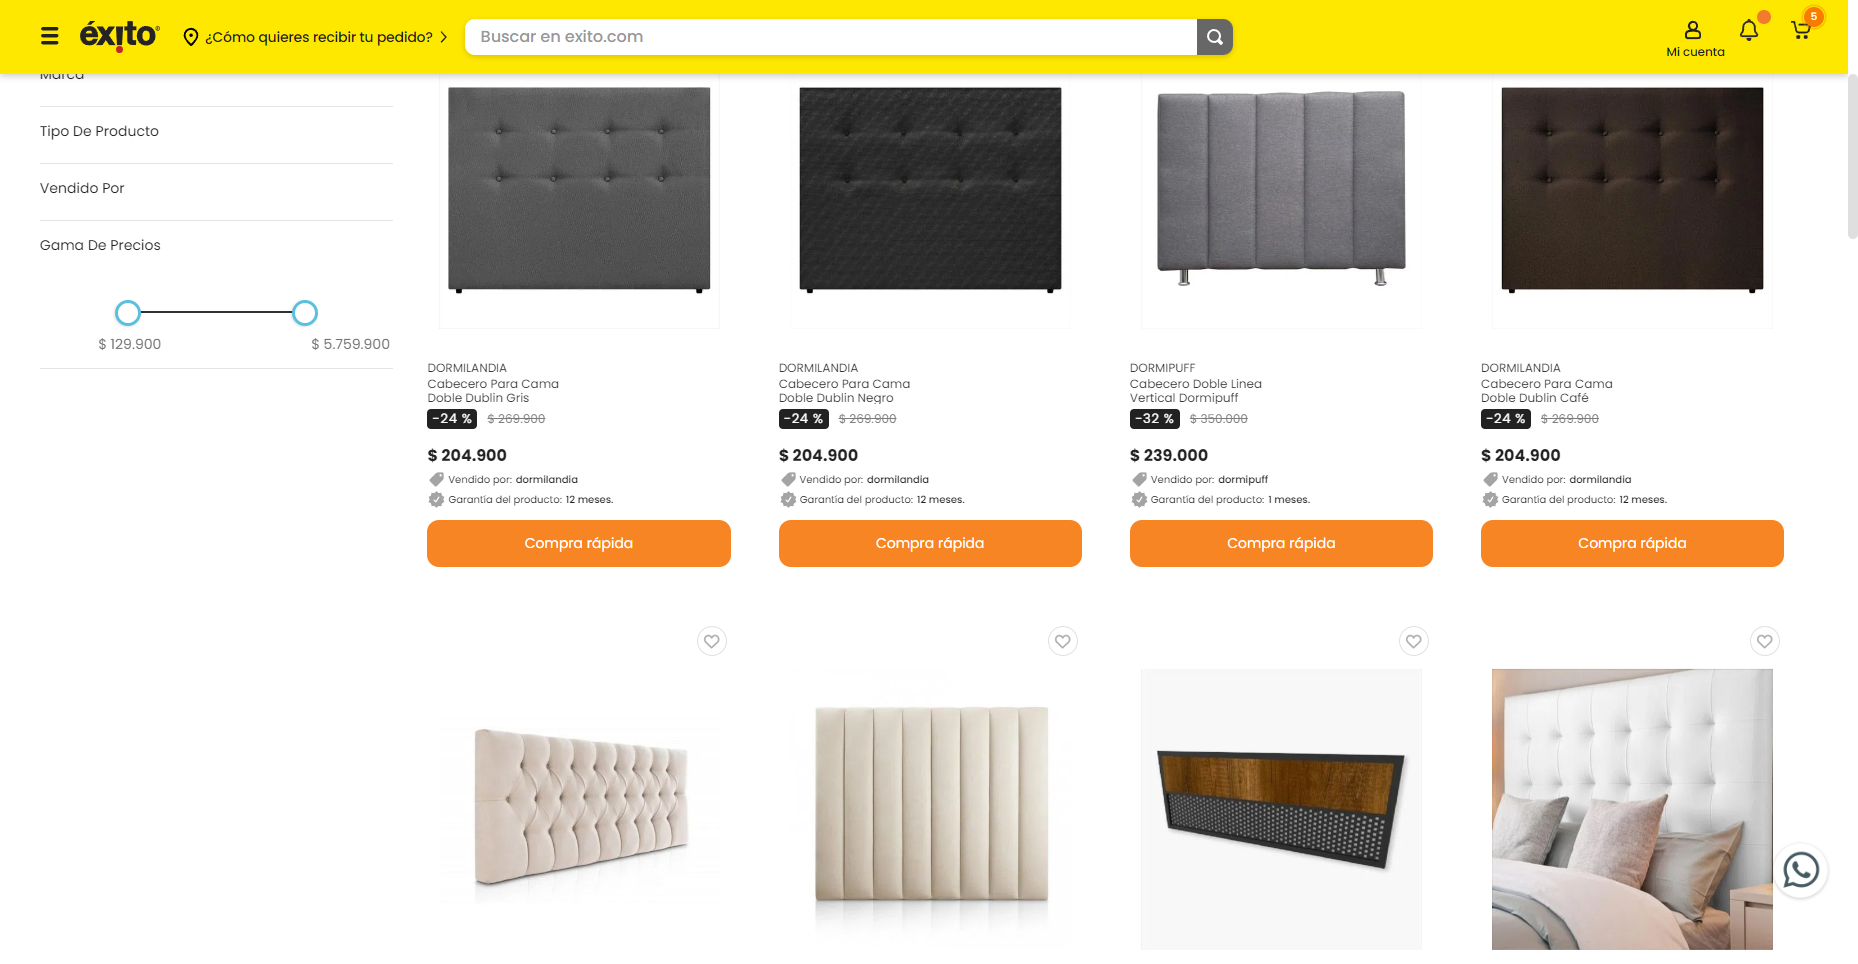 éxito
¿Cómo quieres recibir tu pedido?
Buscar en exito.com
Mi cuenta
5
Marca
Tipo De Producto
Vendido Por
Gama De Precios
$ 129.900
$ 5.759.900
DORMILANDIA
Cabecero Para Cama
Doble Dublin Gris
-24 % $ 269.900
$ 204.900
Vendido por: dormilandia
Garantía del producto: 12 meses.
Compra rápida
DORMILANDIA
Cabecero Para Cama
Doble Dublin Negro
-24 % $ 269.900
$ 204.900
Vendido por: dormilandia
Garantía del producto: 12 meses.
Compra rápida
DORMIPUFF
Cabecero Doble Linea
Vertical Dormipuff
-32 % $ 350.000
$ 239.000
Vendido por: dormipuff
Garantía del producto: 1 meses.
Compra rápida
DORMILANDIA
Cabecero Para Cama
Doble Dublin Café
-24 % $ 269.900
$ 204.900
Vendido por: dormilandia
Garantía del producto: 12 meses.
Compra rápida